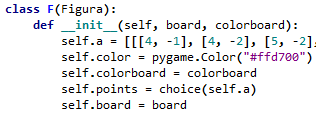 class F(Figura):
    def __init__(self, board, colorboard):
        self.a = [[[4, -1], [4, -2], [5, -2],
        self.color = pygame.Color("#ffd700")
        self.colorboard = colorboard
        self.points = choice(self.a)
        self.board = board